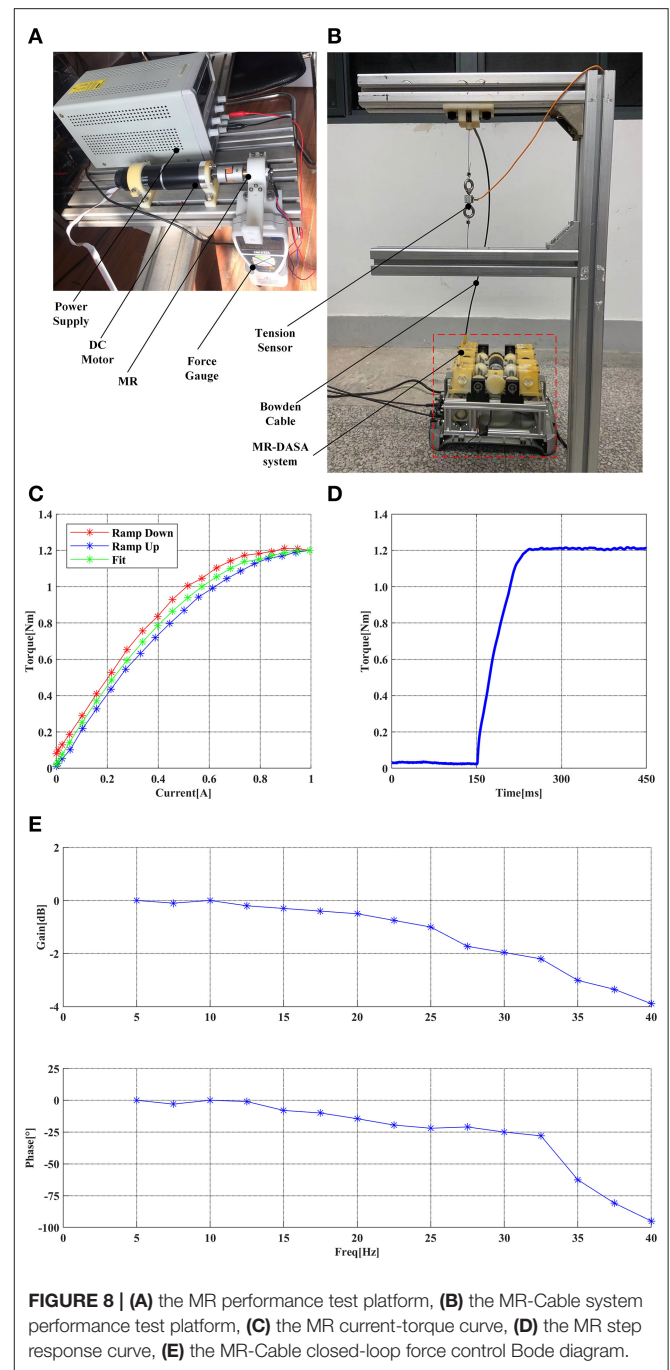 A
B
Power
Supply
DC
Motor
MR
Force
Gauge
Tension
Sensor
Bowden
Cable
MR-DASA
system
C
D
1.4
1.2
1
0.8
0.6
0.4
0.2
0
Torque[Nm]
Ramp Down
Ramp Up
Fit
0 0.2 0.4 0.6 0.8 1
Current[A]
1.4
1.2
1
0.8
0.6
0.4
0.2
0
Torque[Nm]
0 150 300 450
Time[ms]
E
2
0
-2
-4
Gain[dB]
0 5 10 15 20 25 30 35 40
25
0
-25
-50
-75
-100
Phase[°]
0 5 10 15 20 25 30 35 40
Freq[Hz]
FIGURE 8 | (A) the MR performance test platform, (B) the MR-Cable system
performance test platform, (C) the MR current-torque curve, (D) the MR step
response curve, (E) the MR-Cable closed-loop force control Bode diagram.